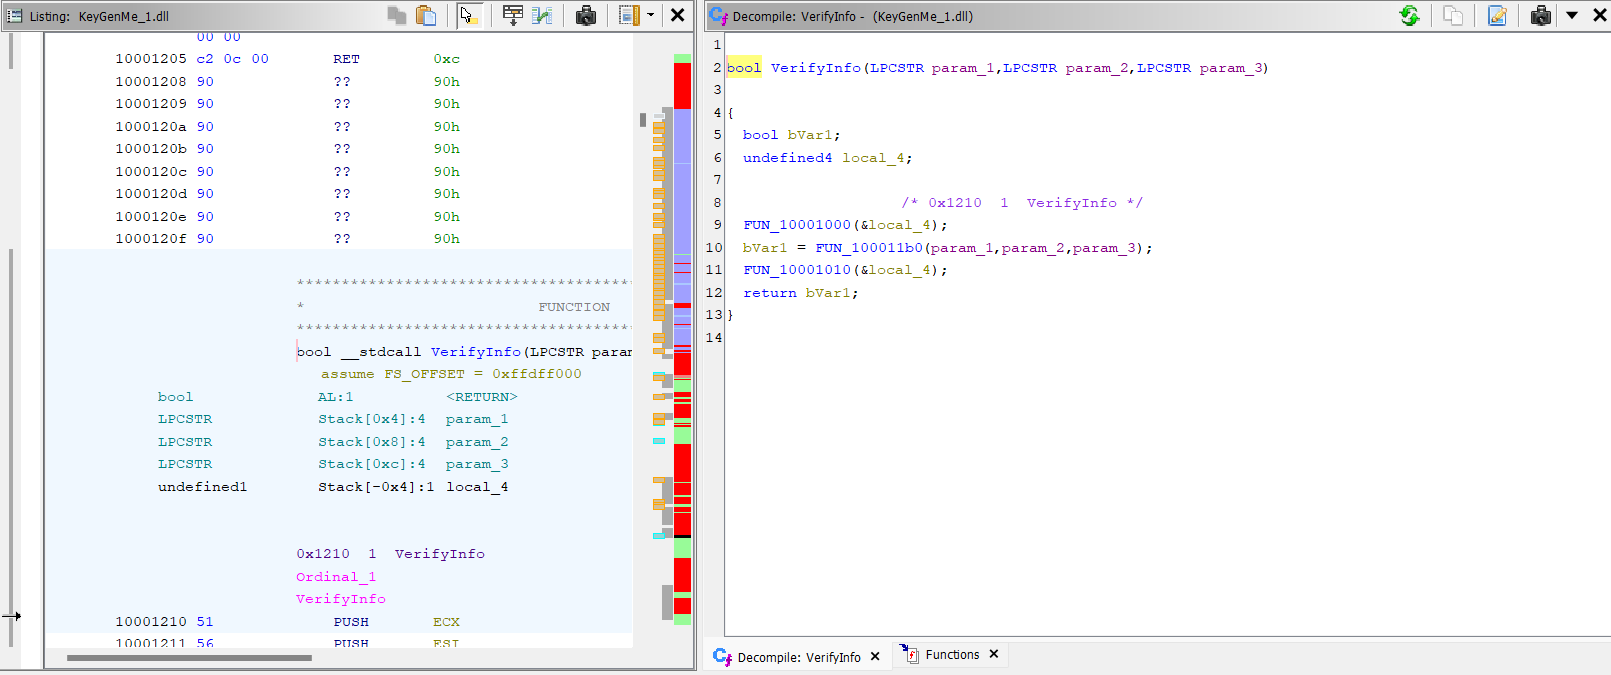 Listing: KeyGenMe_1.dll
00 00
10001205 c2 0c 00 RET 0xc
10001208 90 ?? 90h
10001209 90 ?? 90h
1000120a 90 ?? 90h
1000120b 90 ?? 90h
1000120c 90 ?? 90h
1000120d 90 ?? 90h
1000120e 90 ?? 90h
1000120f 90 ?? 90h
**************************************
* FUNCTION
**************************************
bool __stdcall VerifyInfo(LPCSTR param
assume FS_OFFSET = 0xffdff000
bool AL:1 <RETURN>
LPCSTR Stack[0x4]:4 param_1
LPCSTR Stack[0x8]:4 param_2
LPCSTR Stack[0xc]:4 param_3
undefined1 Stack[-0x4]:1 local_4
0x1210 1 VerifyInfo
Ordinal_1
VerifyInfo
10001210 51 PUSH ECX
10001211 56 PUSH ESI
Decompile: VerifyInfo - (KeyGenMe_1.dll)
1
2 bool VerifyInfo(LPCSTR param_1,LPCSTR param_2,LPCSTR param_3)
3
4 {
5 bool bVar1;
6 undefined4 local_4;
7
8 /* 0x1210 1 VerifyInfo */
9 FUN_10001000(&local_4);
10 bVar1 = FUN_100011b0(param_1,param_2,param_3);
11 FUN_10001010(&local_4);
12 return bVar1;
13 }
14
Decompile: VerifyInfo
Functions